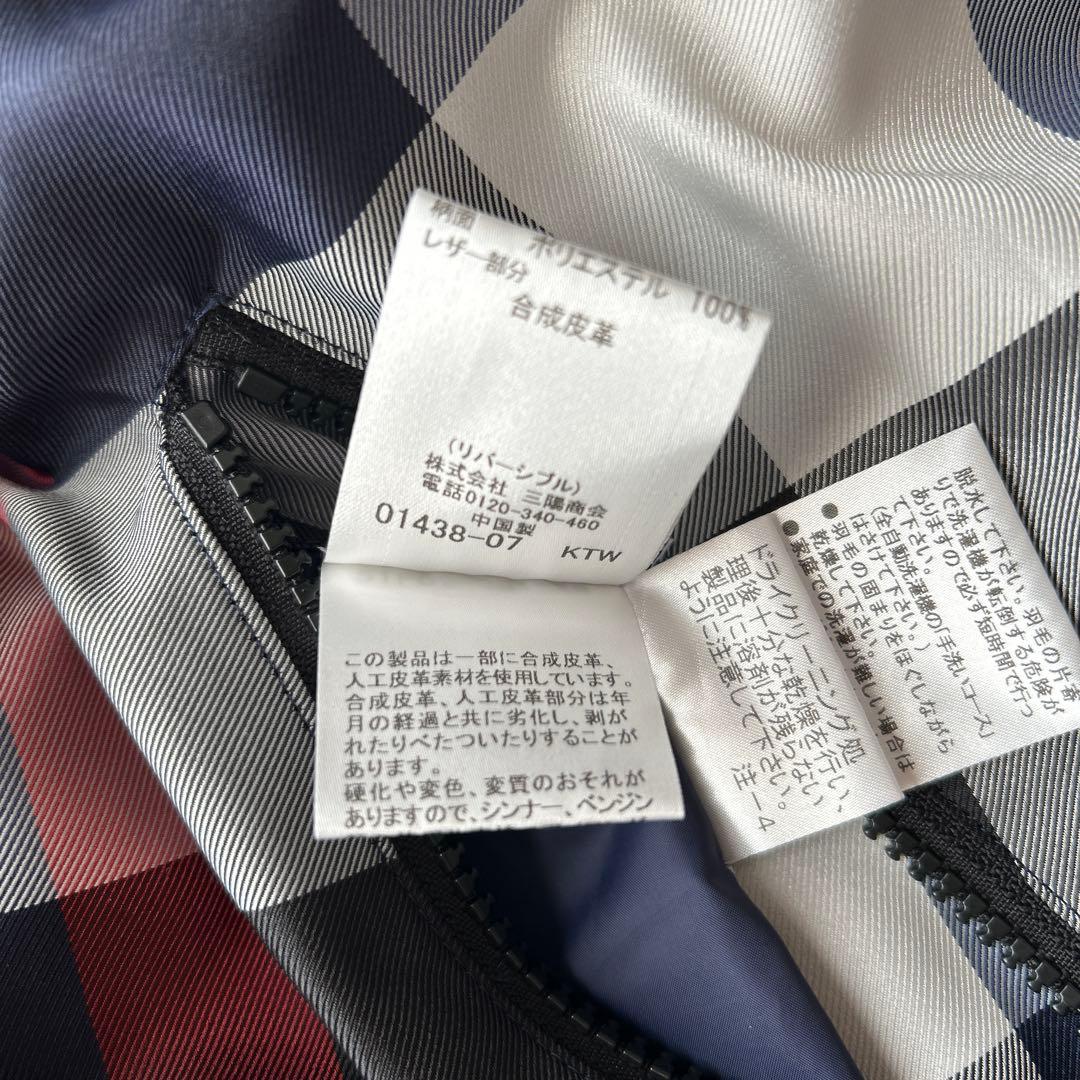 柄面 ポリエステル 100%
レザー部分
合成皮革
(リバーシブル)
株式会社 三陽商会
電話0120-340-460
中国製
01438-07 KTW
この製品は一部に合成皮革、
人工皮革素材を使用しています。
合成皮革、人工皮革部分は年
月の経過と共に劣化し、剥が
れたりべたついたりすることが
あります。
硬化や変色、変質のおそれが
ありますので、シンナー、ベンジン
脱水して下さい。羽毛の片寄
りで洗濯機が転倒する危険が
ありますので必ず短時間で行っ
て下さい。
(全自動洗濯機の「手洗いコース」
はさけて下さい。)
●羽毛の固まりをほぐしながら
乾燥して下さい。
●家庭での洗濯が難しい場合は
ドライクリーニング処
理後十分な乾燥を行い、
製品に溶剤が残らない
ように注意して下さい。
注-4